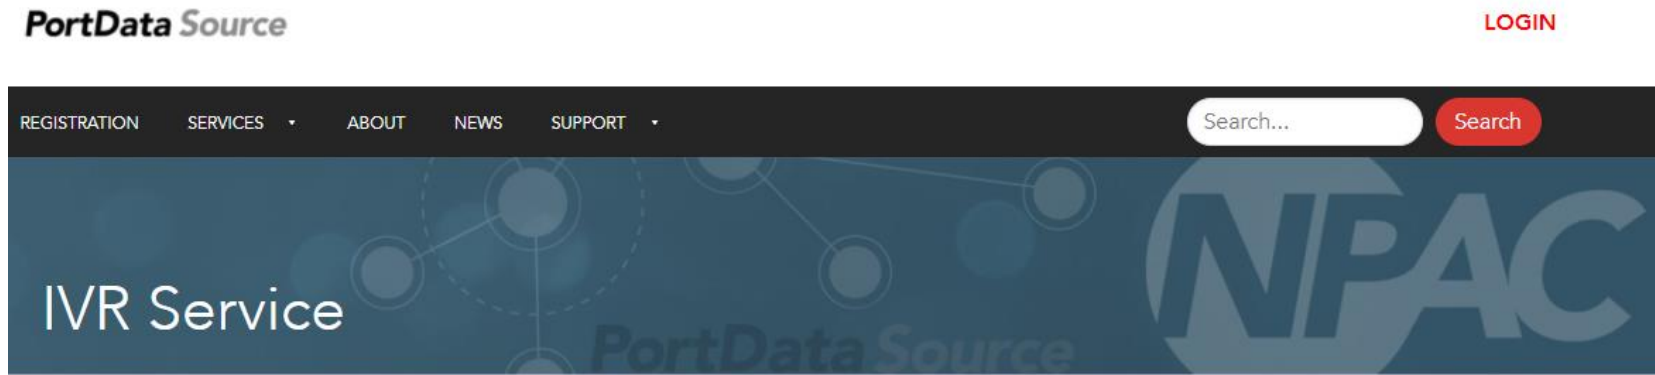 PortData Source
LOGIN
REGISTRATION SERVICES ABOUT NEWS SUPPORT Search... Search
NPAC
IVR Service
PortData Source